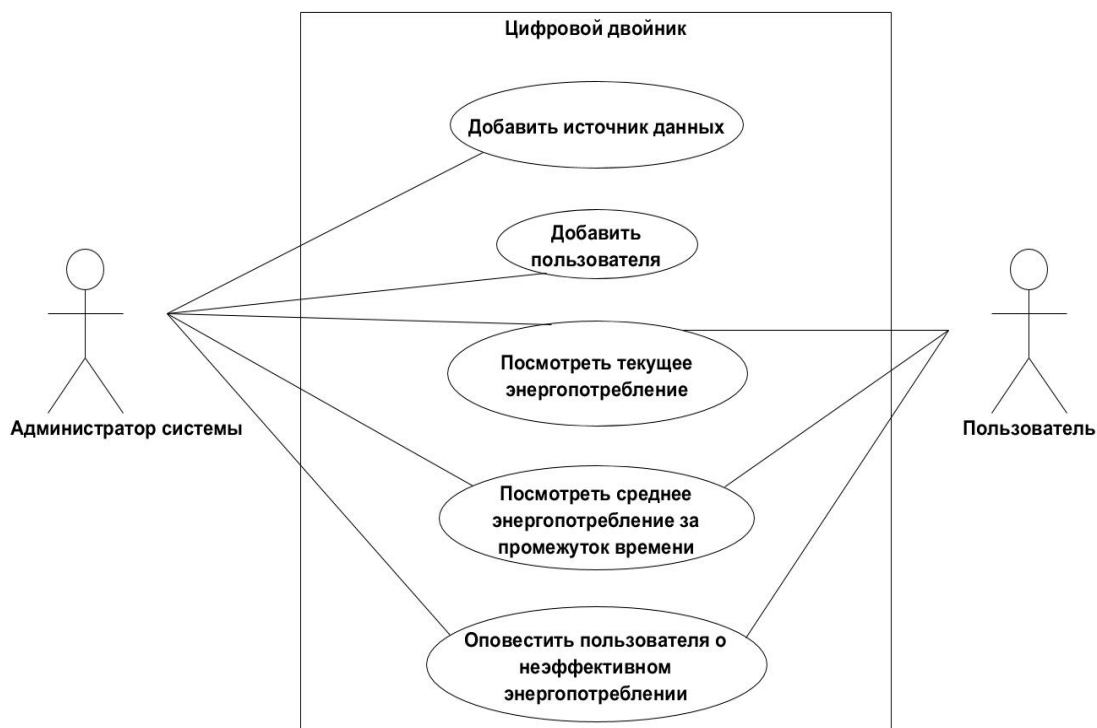 Цифровой двойник
Добавить источник данных
Добавить
пользователя
Посмотреть текущее
энергопотребление
Администратор системы
Пользователь
Посмотреть среднее
энергопотребление за
промежуток времени
Оповестить пользователя о
неэффективном
энергопотреблении